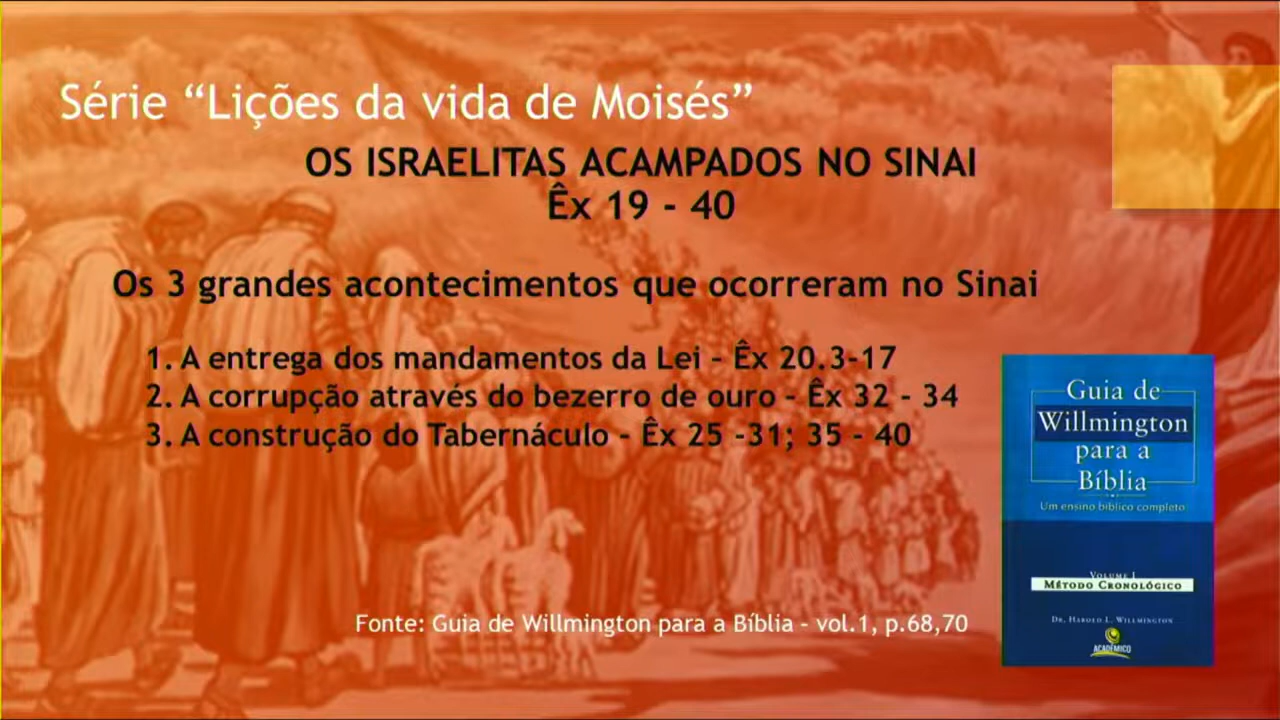 Série “Lições da vida de Moisés”
OS ISRAELITAS ACAMPADOS NO SINAI
Êx 19 - 40
Os 3 grandes acontecimentos que ocorreram no Sinai
1. A entrega dos mandamentos da Lei – Êx 20.3-17
2. A corrupção através do bezerro de ouro – Êx 32 - 34
3. A construção do Tabernáculo – Êx 25 -31; 35 - 40
Guia de
Willmington
para a
Bíblia
Um ensino bíblico completo
VOLUME I
MÉTODO CRONOLÓGICO
DR. HAROLD L. WILLMINGTON
ACADÊMICO
Fonte: Guia de Willmington para a Bíblia – vol.1, p.68,70